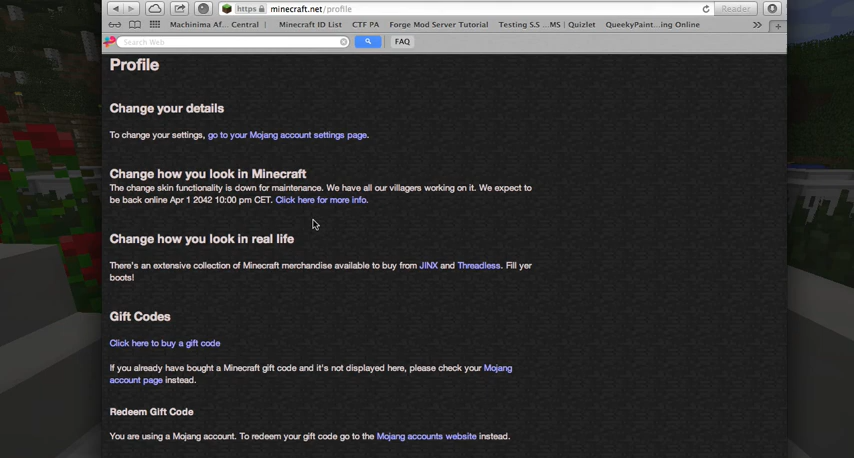 https minecraft.net/profile Reader
Machinima Af... Central Minecraft ID List CTF PA Forge Mod Server Tutorial Testing S.S ...MS | Quizlet QueekyPaint...ing Online
Search Web FAQ
Profile
Change your details
To change your settings, go to your Mojang account settings page.
Change how you look in Minecraft
The change skin functionality is down for maintenance. We have all our villagers working on it. We expect to
be back online Apr 1 2042 10:00 pm CET. Click here for more info.
Change how you look in real life
There's an extensive collection of Minecraft merchandise available to buy from JINX and Threadless. Fill yer
boots!
Gift Codes
Click here to buy a gift code
If you already have bought a Minecraft gift code and it's not displayed here, please check your Mojang
account page instead.
Redeem Gift Code
You are using a Mojang account. To redeem your gift code go to the Mojang accounts website instead.